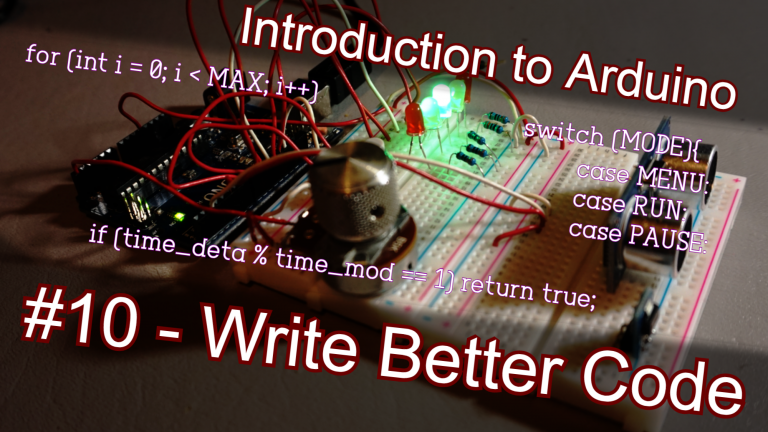 Introduction to Arduino
for (int i = 0; i < MAX; i++)
switch (MODE){
case MENU:
case RUN:
case PAUSE:
if (time_deta % time_mod == 1) return true;
#10 - Write Better Code